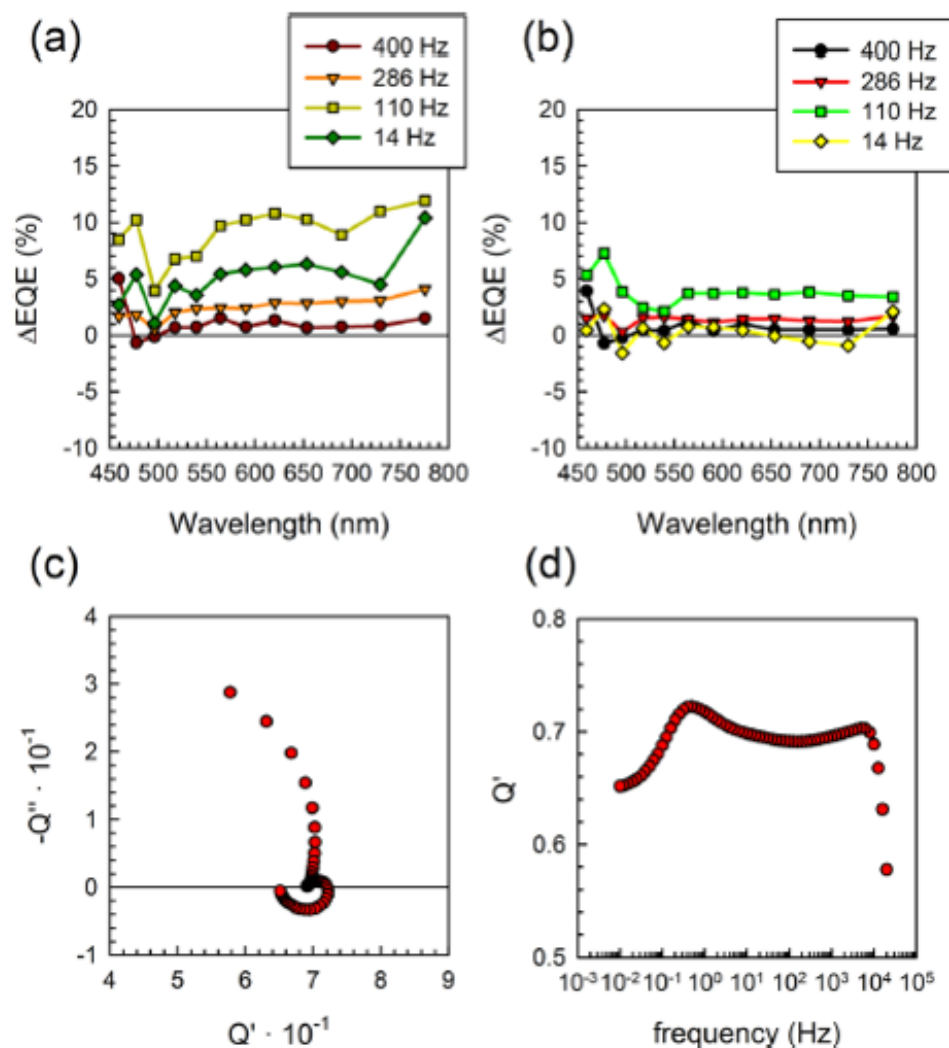 (a)
400 Hz
286 Hz
110 Hz
14 Hz
20
15
10
5
0
-5
-10
ΔEQE (%)
450 500 550 600 650 700 750 800
Wavelength (nm)
(b)
400 Hz
286 Hz
110 Hz
14 Hz
20
15
10
5
0
-5
-10
ΔEQE (%)
450 500 550 600 650 700 750 800
Wavelength (nm)
(c)
4
3
2
1
0
-1
-Q" · 10⁻¹
4 5 6 7 8 9
Q' · 10⁻¹
(d)
0.8
0.7
0.6
0.5
Q'
10⁻³ 10⁻² 10⁻¹ 10⁰ 10¹ 10² 10³ 10⁴ 10⁵
frequency (Hz)